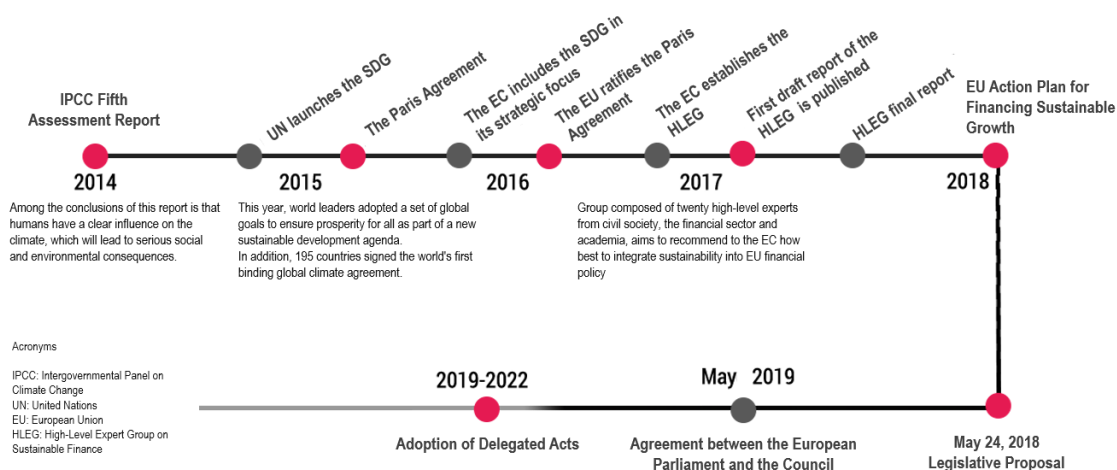 IPCC Fifth
Assessment Report
UN launches the SDG
The Paris Agreement
The EC includes the SDG in
its strategic focus
The EU ratifies the Paris
Agreement
The EC establishes the
HLEG
First draft report of the
HLEG is published
HLEG final report
EU Action Plan for
Financing Sustainable
Growth
2014
2015
2016
2017
2018
Among the conclusions of this report is that
humans have a clear influence on the
climate, which will lead to serious social
and environmental consequences.
This year, world leaders adopted a set of global
goals to ensure prosperity for all as part of a new
sustainable development agenda.
In addition, 195 countries signed the world's first
binding global climate agreement.
Group composed of twenty high-level experts
from civil society, the financial sector and
academia, aims to recommend to the EC how
best to integrate sustainability into EU financial
policy
Acronyms
IPCC: Intergovernmental Panel on
Climate Change
UN: United Nations
EU: European Union
HLEG: High-Level Expert Group on
Sustainable Finance
2019-2022
Adoption of Delegated Acts
May 2019
Agreement between the European
Parliament and the Council
May 24, 2018
Legislative Proposal